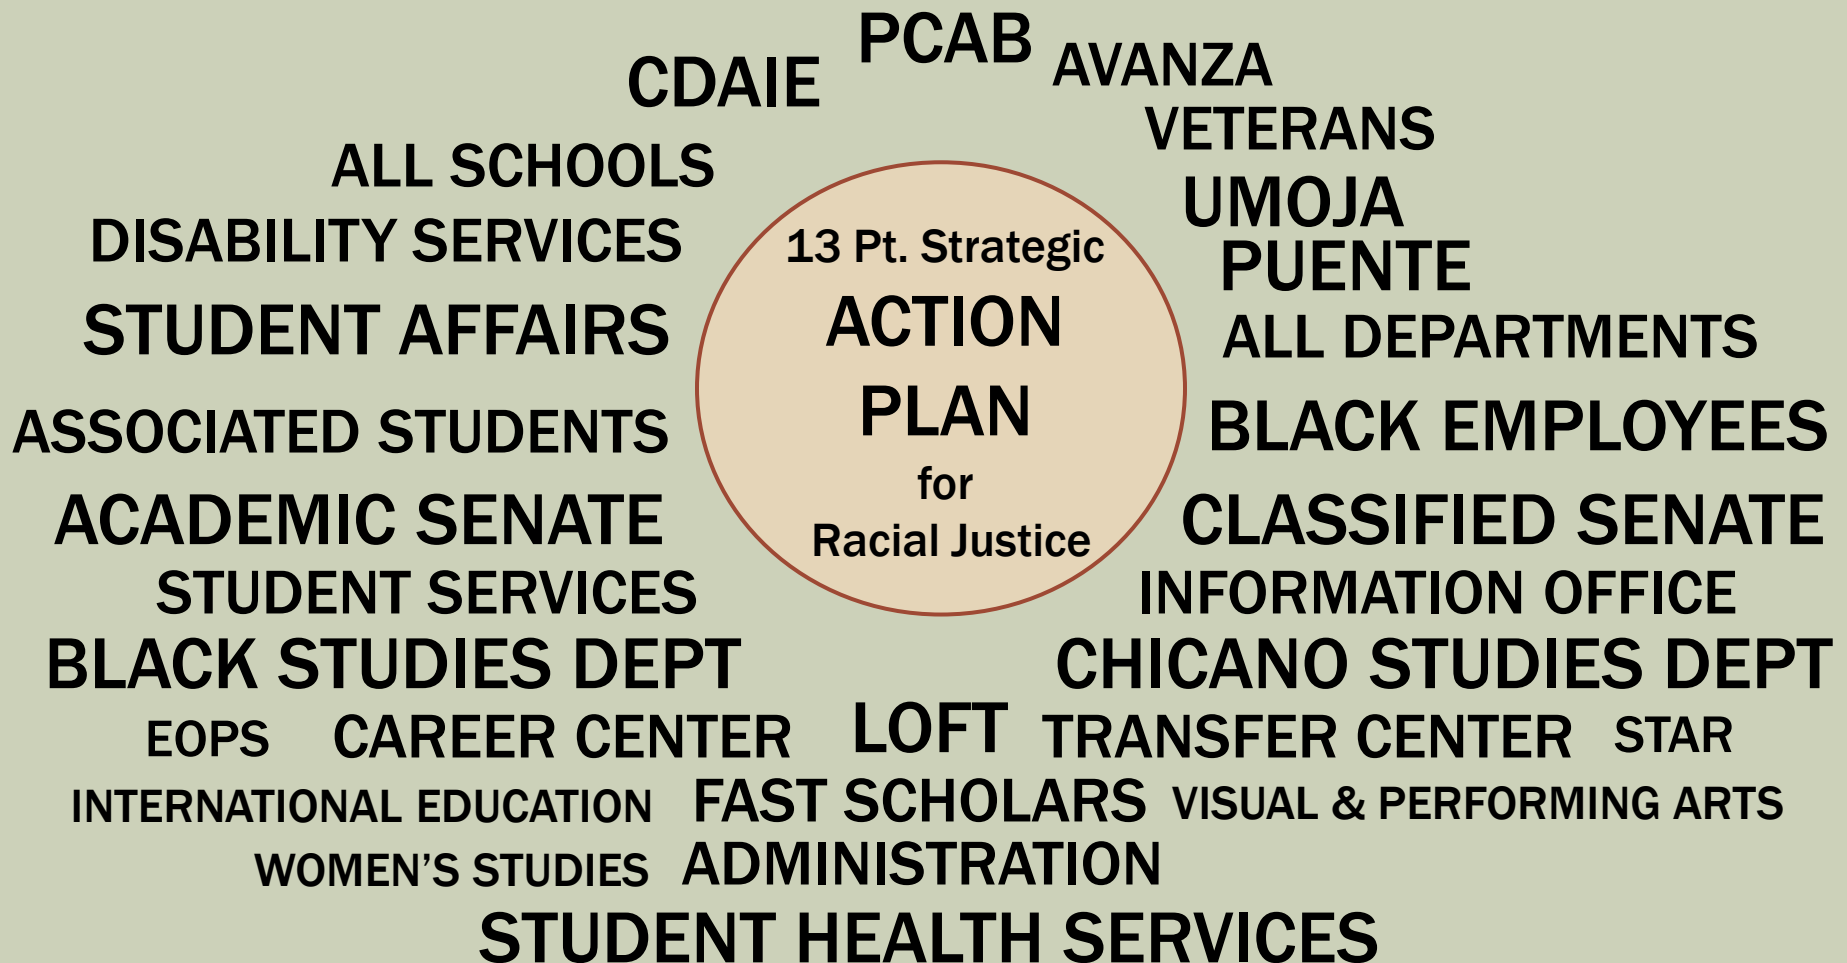 PCAB
CDAIE
AVANZA
VETERANS
ALL SCHOOLS
UMOJA
DISABILITY SERVICES
PUENTE
STUDENT AFFAIRS
ALL DEPARTMENTS
ASSOCIATED STUDENTS
BLACK EMPLOYEES
ACADEMIC SENATE
CLASSIFIED SENATE
STUDENT SERVICES
INFORMATION OFFICE
BLACK STUDIES DEPT
CHICANO STUDIES DEPT
13 Pt. Strategic
ACTION
PLAN
for
Racial Justice
EOPS
CAREER CENTER
LOFT
TRANSFER CENTER
STAR
INTERNATIONAL EDUCATION
FAST SCHOLARS
VISUAL & PERFORMING ARTS
WOMEN’S STUDIES
ADMINISTRATION
STUDENT HEALTH SERVICES